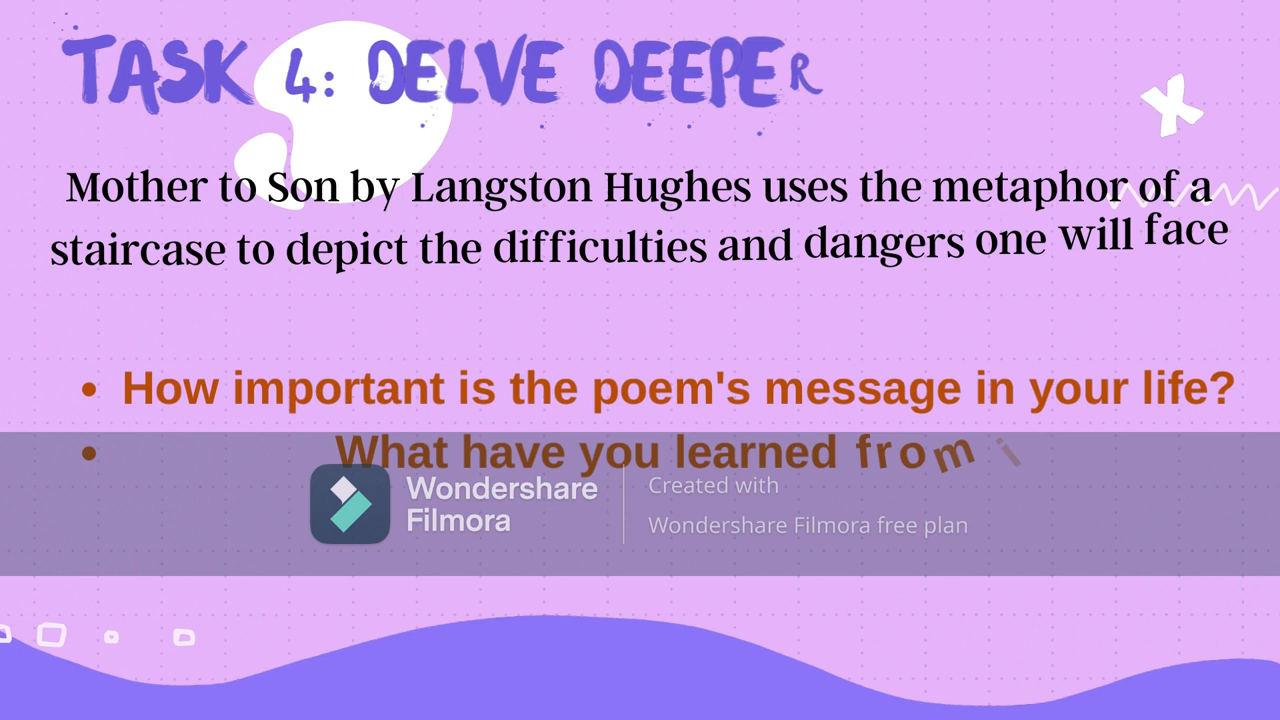 TASK 4: DELVE DEEPER
Mother to Son by Langston Hughes uses the metaphor of a
staircase to depict the difficulties and dangers one will face
• How important is the poem's message in your life?
• What have you learned from i
Wondershare
Filmora
Created with
Wondershare Filmora free plan